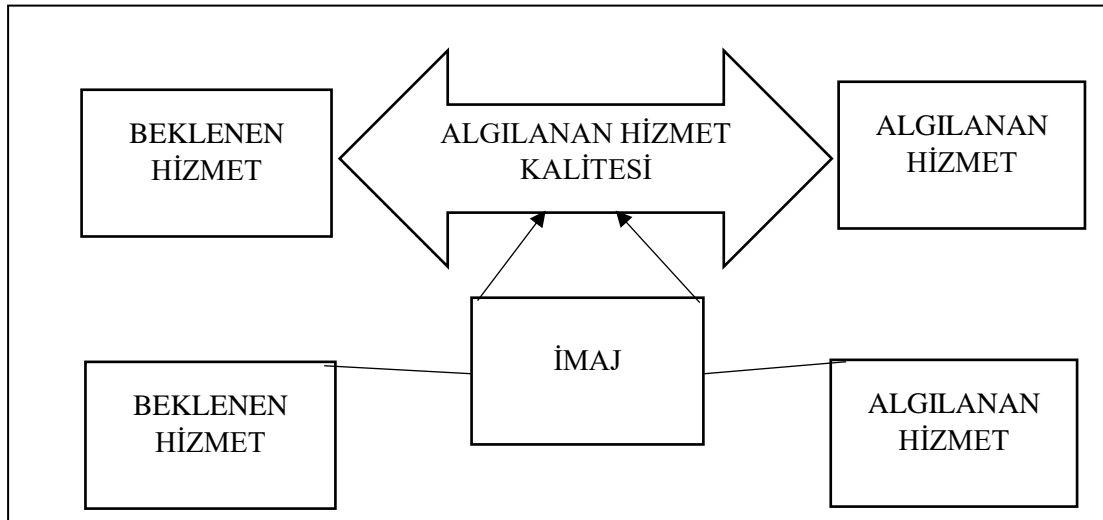 BEKLENEN
HİZMET
ALGILANAN HİZMET
KALİTESİ
ALGILANAN
HİZMET
İMAJ
BEKLENEN
HİZMET
ALGILANAN
HİZMET